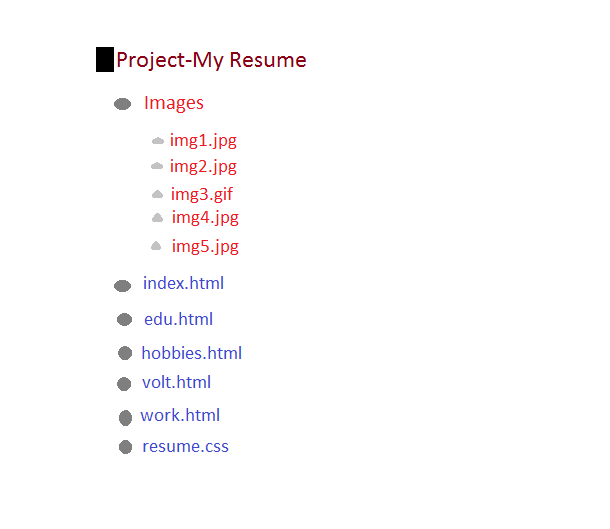 Project-My Resume
Images
img1.jpg
img2.jpg
img3.gif
img4.jpg
img5.jpg
index.html
edu.html
hobbies.html
volt.html
work.html
resume.css